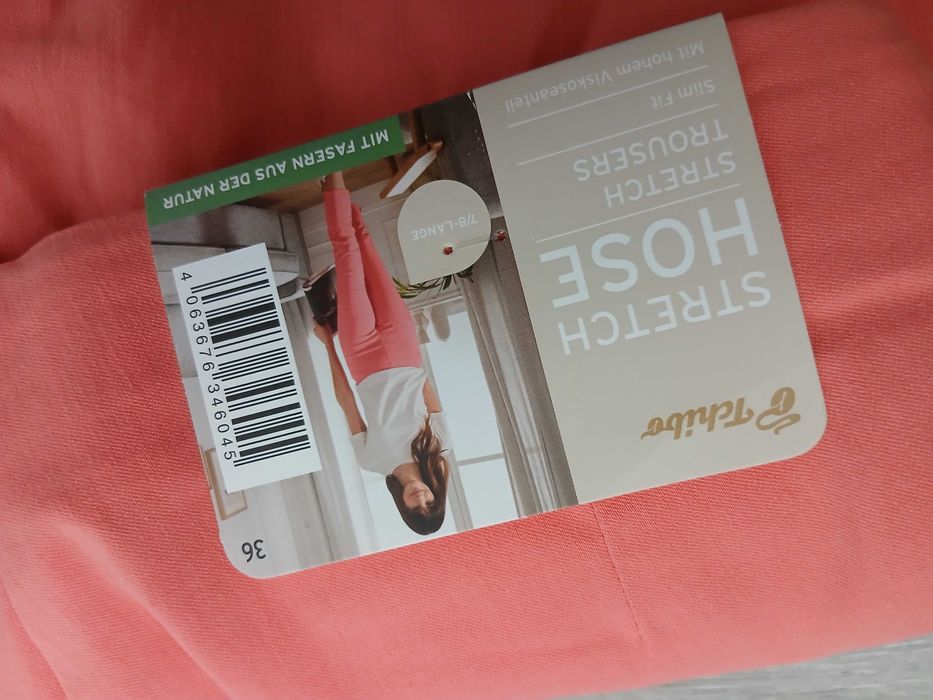 Tchibo
STRETCH
HOSE
STRETCH
TROUSERS
Slim Fit
Mit hohem Viskoseanteil
36
4 063676 346045
7/8-LÄNGE
MIT FASERN AUS DER NATUR